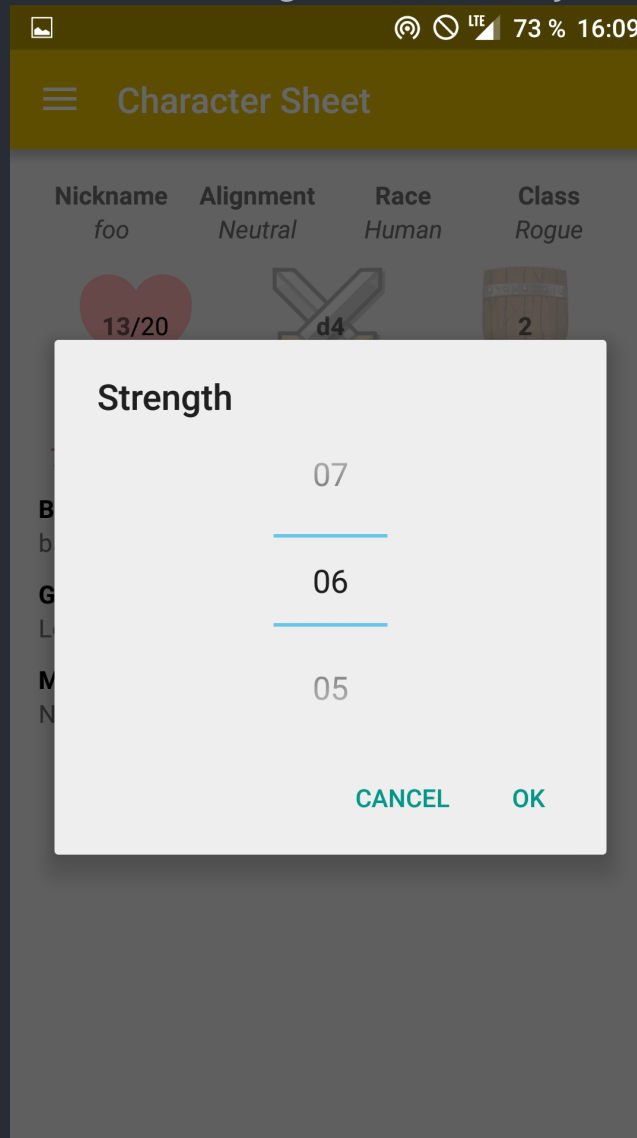 LTE 73 % 16:09
Character Sheet
Nickname Alignment Race Class
foo Neutral Human Rogue
13/20 d4 2
Strength
07
06
05
CANCEL OK